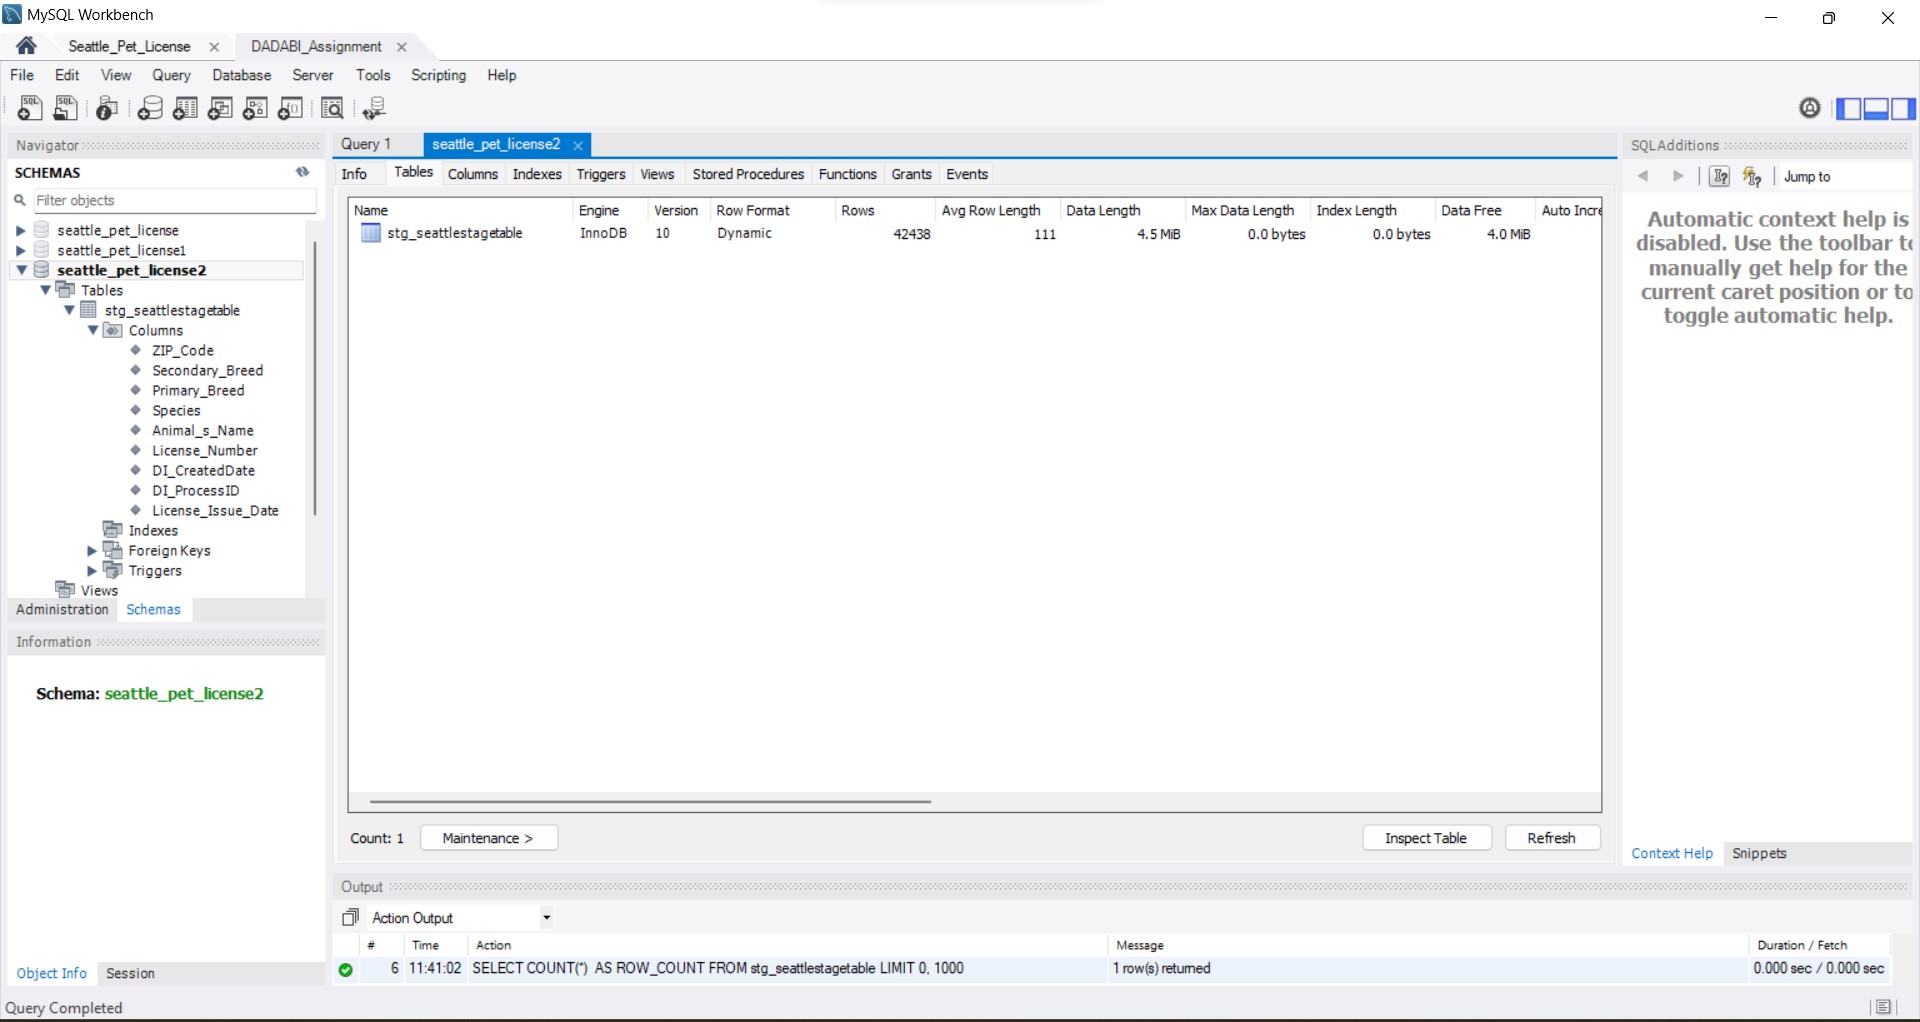 MySQL Workbench
Seattle_Pet_License
DADABI_Assignment
File Edit View Query Database Server Tools Scripting Help
Navigator
SCHEMAS
Filter objects
seattle_pet_license
seattle_pet_license1
seattle_pet_license2
Tables
stg_seattlestagetable
Columns
ZIP_Code
Secondary_Breed
Primary_Breed
Species
Animal_s_Name
License_Number
DI_CreatedDate
DI_ProcessID
License_Issue_Date
Indexes
Foreign Keys
Triggers
Views
Administration Schemas
Information
Schema: seattle_pet_license2
Object Info Session
Query Completed
Query 1 seattle_pet_license2
Info Tables Columns Indexes Triggers Views Stored Procedures Functions Grants Events
Name Engine Version Row Format Rows Avg Row Length Data Length Max Data Length Index Length Data Free Auto Incre
stg_seattlestagetable InnoDB 10 Dynamic 42438 111 4.5 MiB 0.0 bytes 0.0 bytes 4.0 MiB
Count: 1 Maintenance > Inspect Table Refresh
Output
Action Output
# Time Action Message Duration / Fetch
6 11:41:02 SELECT COUNT(*) AS ROW_COUNT FROM stg_seattlestagetable LIMIT 0, 1000 1 row(s) returned 0.000 sec / 0.000 sec
SQLAdditions
Jump to
Automatic context help is
disabled. Use the toolbar to
manually get help for the
current caret position or to
toggle automatic help.
Context Help Snippets